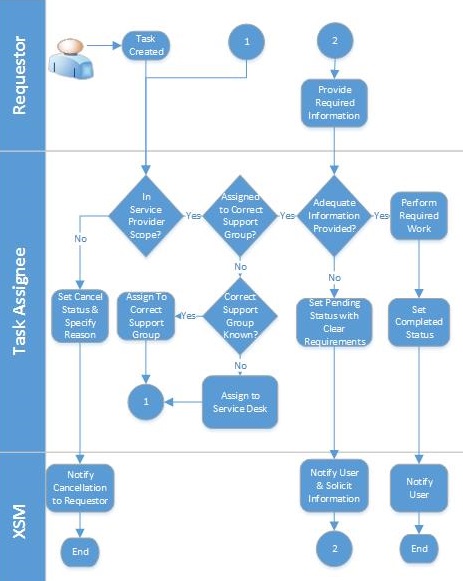 Requestor
Task
Created
1
2
Provide
Required
Information
Task Assignee
In
Service
Provider
Scope?
Yes
Assigned
to Correct
Support
Group?
Yes
Adequate
Information
Provided?
Yes
Perform
Required
Work
No
No
No
Set Cancel
Status &
Specify
Reason
Assign To
Correct
Support
Group
Yes
Correct
Support
Group
Known?
Set Pending
Status with
Clear
Requirements
Set
Completed
Status
No
1
Assign to
Service Desk
XSM
Notify
Cancellation
to Requestor
Notify User
& Solicit
Information
Notify
User
End
2
End